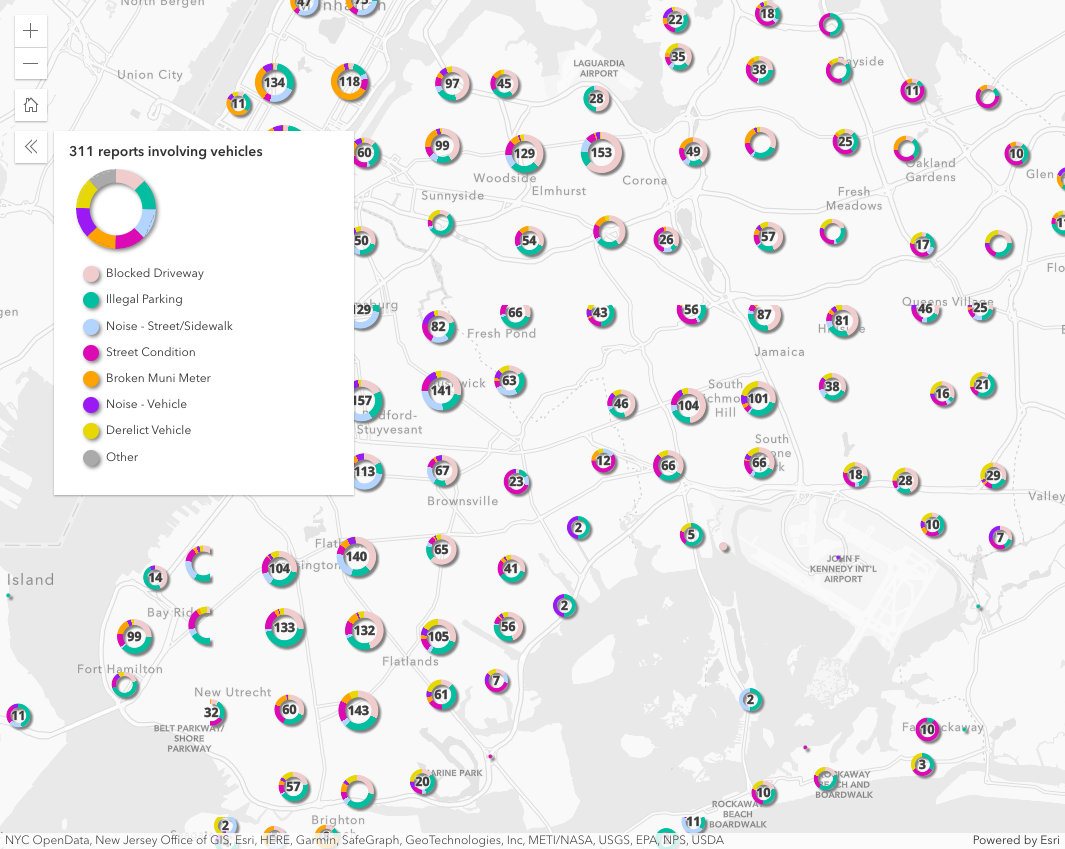 North Bergen
Manhattan
47
75
22
18
Union City
134
118
97
45
35
LAGUARDIA
AIRPORT
28
38
Bayside
11
11
311 reports involving vehicles
60
99
129
153
49
25
10
Woodside
Elmhurst
Corona
Oakland
Gardens
Glen
Sunnyside
Fresh
Meadows
50
54
26
57
17
Flo
Blocked Driveway
Illegal Parking
Noise - Street/Sidewalk
Street Condition
Broken Muni Meter
Noise - Vehicle
Derelict Vehicle
Other
129
82
66
43
56
87
81
46
25
Queens Village
Fresh Pond
Jamaica
157
141
63
46
104
101
38
16
21
South
Hill
Stuyvesant
South
113
67
23
12
66
66
18
28
29
Brownsville
Valley
2
5
10
7
JOHN F
KENNEDY INT'L
AIRPORT
Island
14
104
140
65
41
Bay Ridge
2
99
133
132
105
56
Fort Hamilton
Flatlands
New Utrecht
7
11
32
60
143
61
2
BELT PARKWAY/
SHORE
PARKWAY
Far Rockaway
10
57
20
MARINE PARK
10
3
ROCKAWAY
BEACH AND
BOARDWALK
ROCKAWAY
BEACH
BOARDWALK
Brighton
2
11
NYC OpenData, New Jersey Office of GIS, Esri, HERE, Garmin, SafeGraph, GeoTechnologies, Inc, METI/NASA, USGS, EPA, NPS, USDA
Powered by Esri